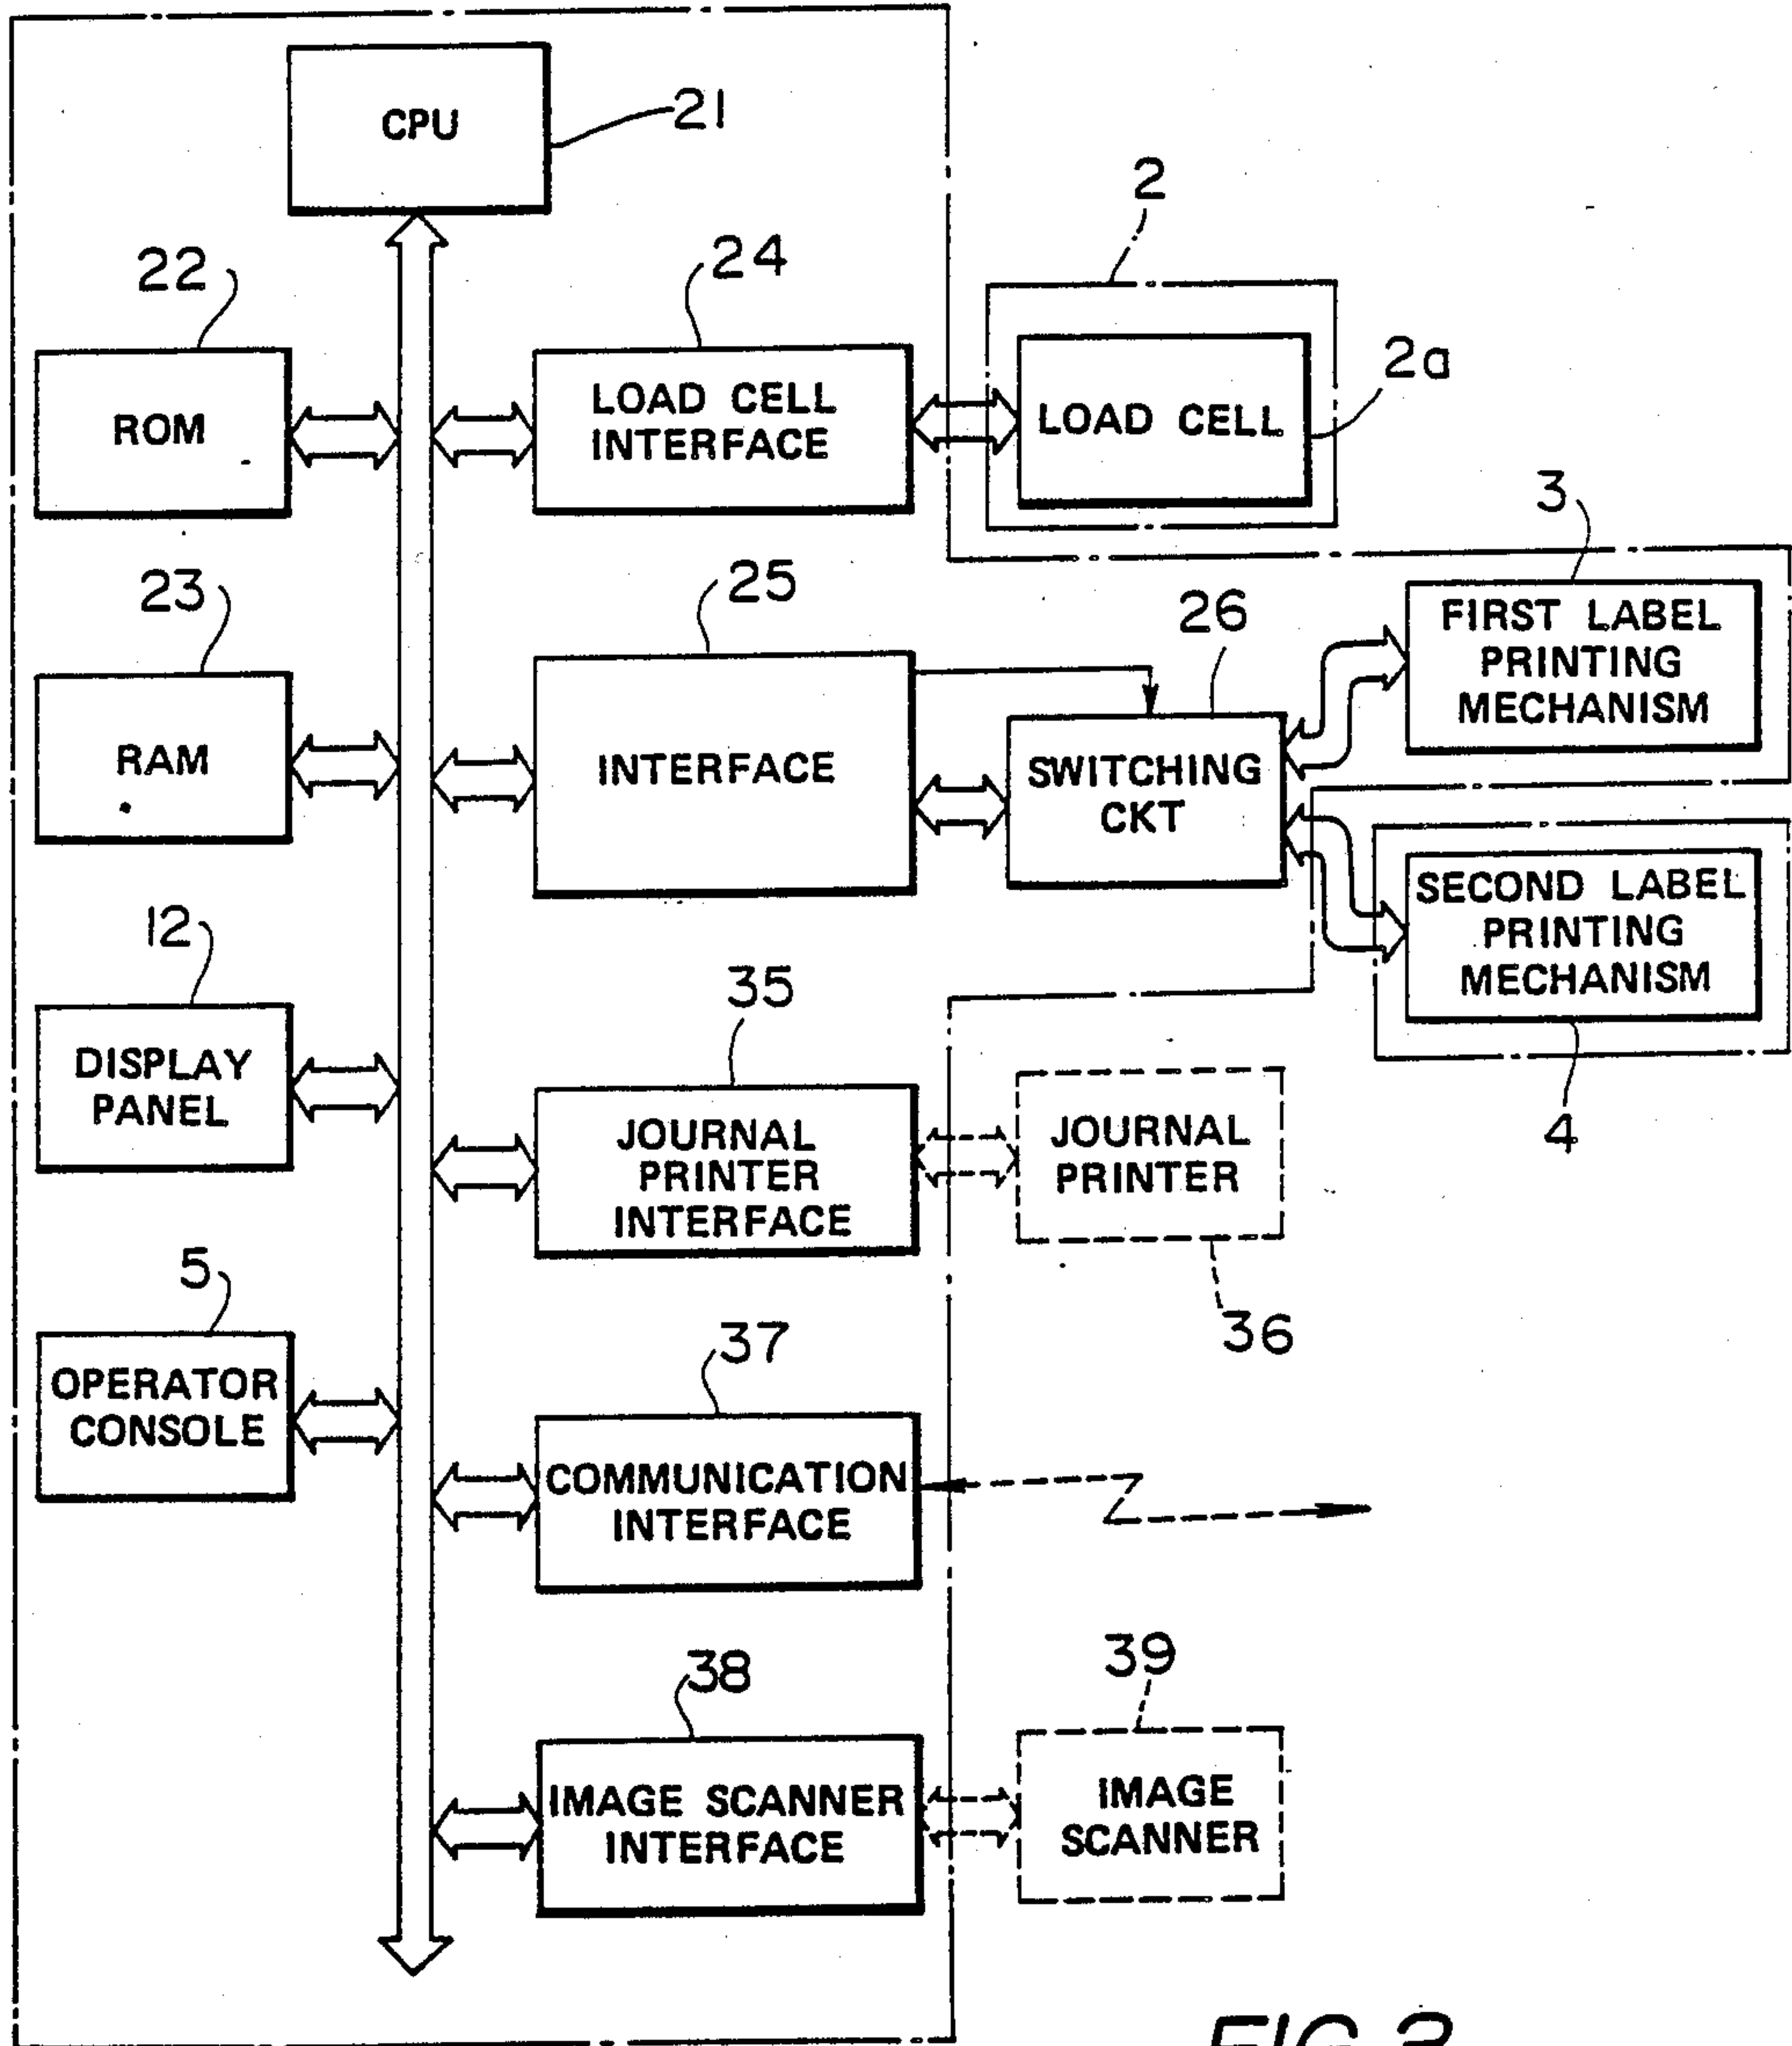 CPU
21
2
22
24
ROM
LOAD CELL
INTERFACE
LOAD CELL
2a
3
23
25
26
FIRST LABEL
PRINTING
MECHANISM
RAM
INTERFACE
SWITCHING
CKT
SECOND LABEL
PRINTING
MECHANISM
4
12
35
DISPLAY
PANEL
JOURNAL
PRINTER
INTERFACE
JOURNAL
PRINTER
36
5
37
OPERATOR
CONSOLE
COMMUNICATION
INTERFACE
38
39
IMAGE SCANNER
INTERFACE
IMAGE
SCANNER